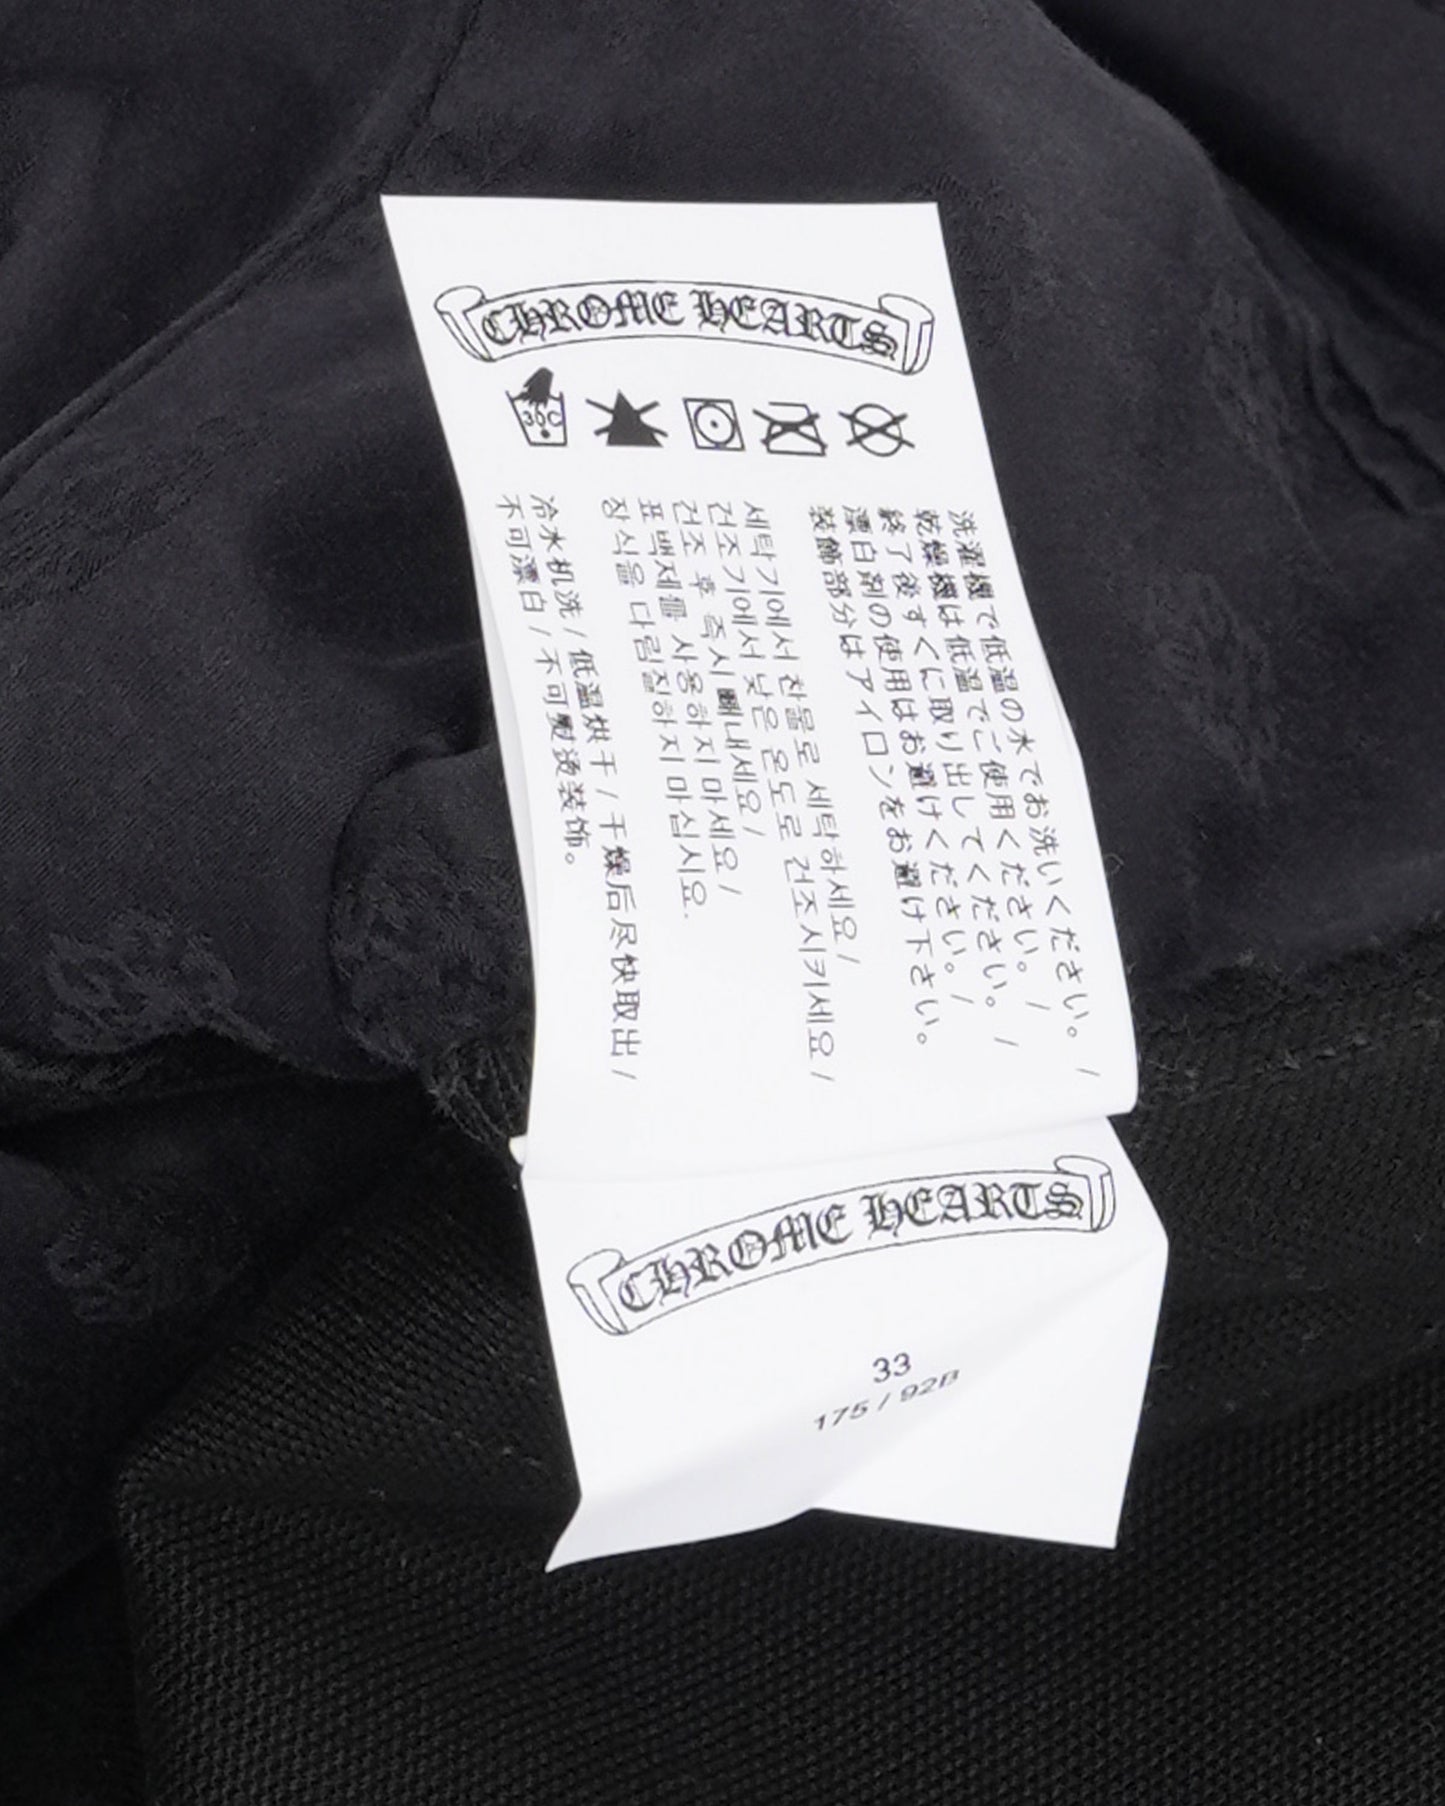 CHROME HEARTS
30C
洗濯機で低温の水でお洗いください。 /
乾燥機は低温でご使用ください。 /
終了後すぐに取り出してください。 /
漂白剤の使用はお避けください。 /
装飾部分はアイロンをお避け下さい。
세탁기에서 찬물로 세탁하세요 /
건조기에서 낮은 온도로 건조시키세요 /
건조 후 즉시 빼내세요 /
표백제를 사용하지 마세요 /
장식을 다림질하지 마십시요.
冷水机洗 / 低温烘干 / 干燥后尽快取出 /
不可漂白 / 不可熨烫装饰。
CHROME HEARTS
33
175 / 92B